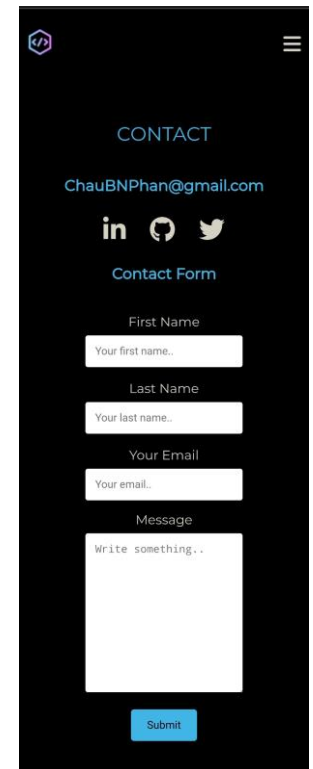 CONTACT
ChauBNPhan@gmail.com
Contact Form
First Name
Your first name..
Last Name
Your last name..
Your Email
Your email..
Message
Write something..
Submit